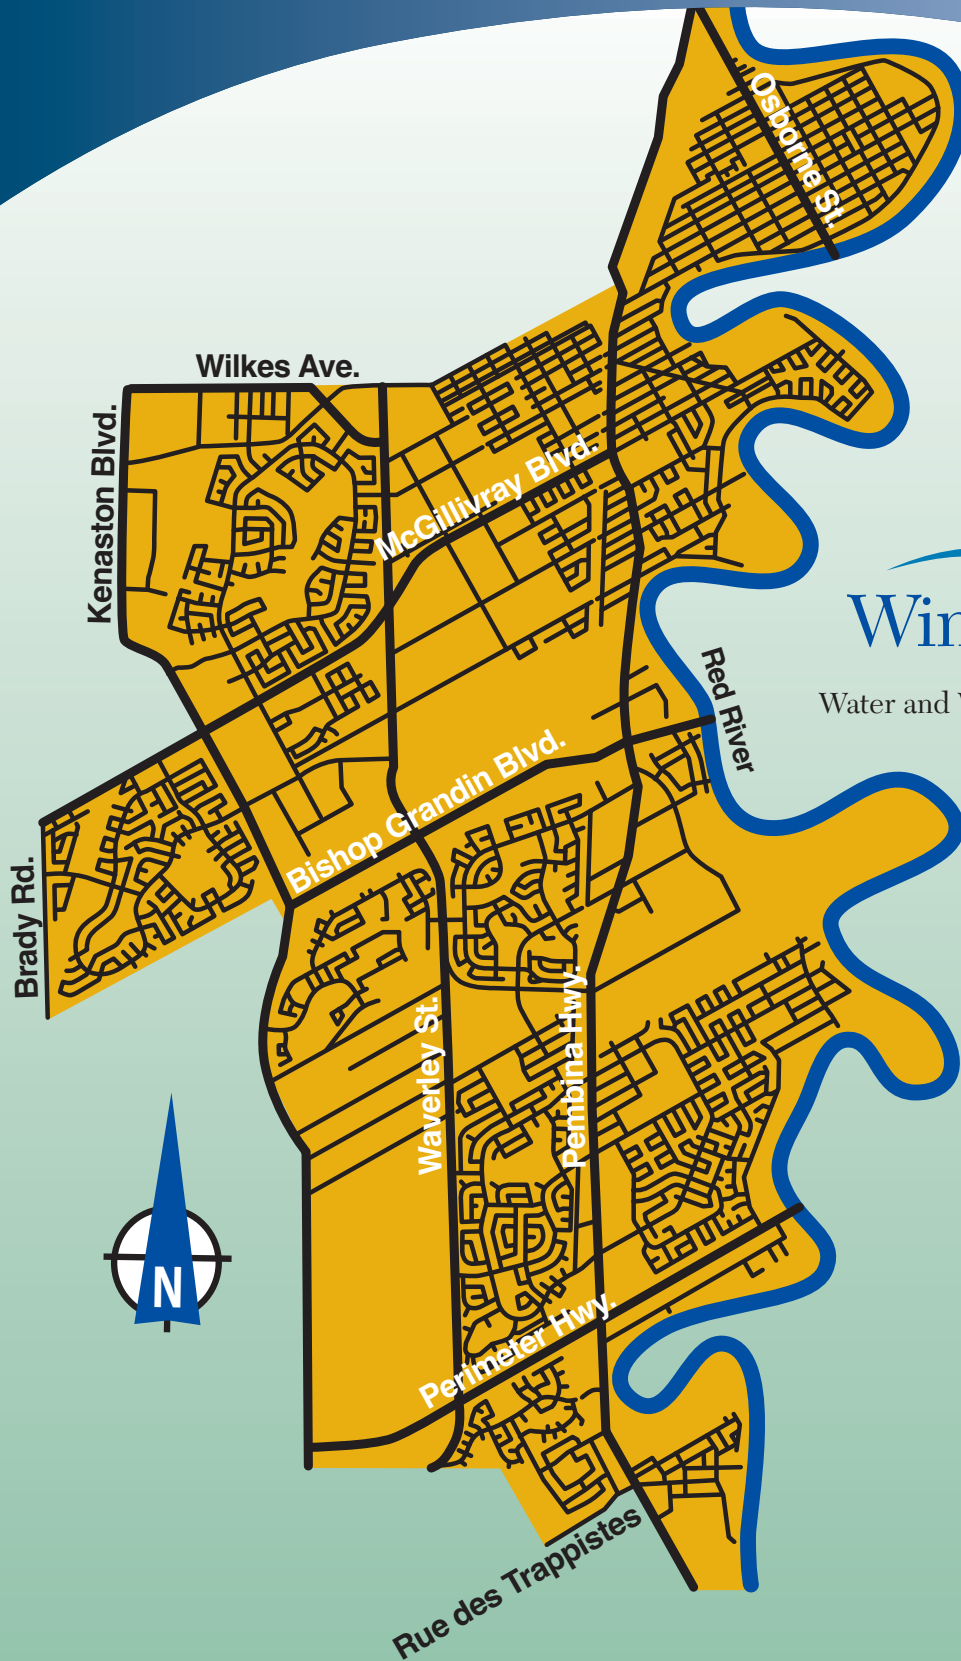 Osborne St.
Wilkes Ave.
Kenaston Blvd.
McGillivray Blvd.
Win
Red River
Water and
Bishop Grandin Blvd.
Brady Rd.
Waverley St.
Pembina Hwy.
N
Perimeter Hwy.
Rue des Trappistes